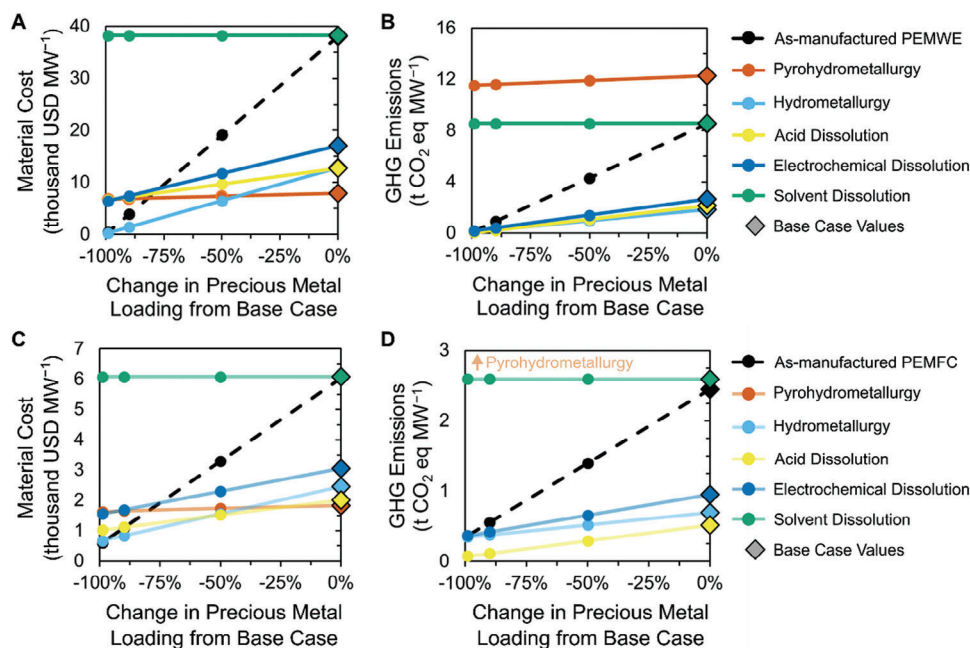 A
Material Cost
(thousand USD MW⁻¹)
40
30
20
10
0
-100%
-75%
-50%
-25%
0%
Change in Precious Metal
Loading from Base Case
B
GHG Emissions
(t CO₂ eq MW⁻¹)
16
12
8
4
0
-100%
-75%
-50%
-25%
0%
Change in Precious Metal
Loading from Base Case
As-manufactured PEMWE
Pyrohydrometallurgy
Hydrometallurgy
Acid Dissolution
Electrochemical Dissolution
Solvent Dissolution
Base Case Values
C
Material Cost
(thousand USD MW⁻¹)
7
6
5
4
3
2
1
0
-100%
-75%
-50%
-25%
0%
Change in Precious Metal
Loading from Base Case
D
Pyrohydrometallurgy
GHG Emissions
(t CO₂ eq MW⁻¹)
3
2
1
0
-100%
-75%
-50%
-25%
0%
Change in Precious Metal
Loading from Base Case
As-manufactured PEMFC
Pyrohydrometallurgy
Hydrometallurgy
Acid Dissolution
Electrochemical Dissolution
Solvent Dissolution
Base Case Values